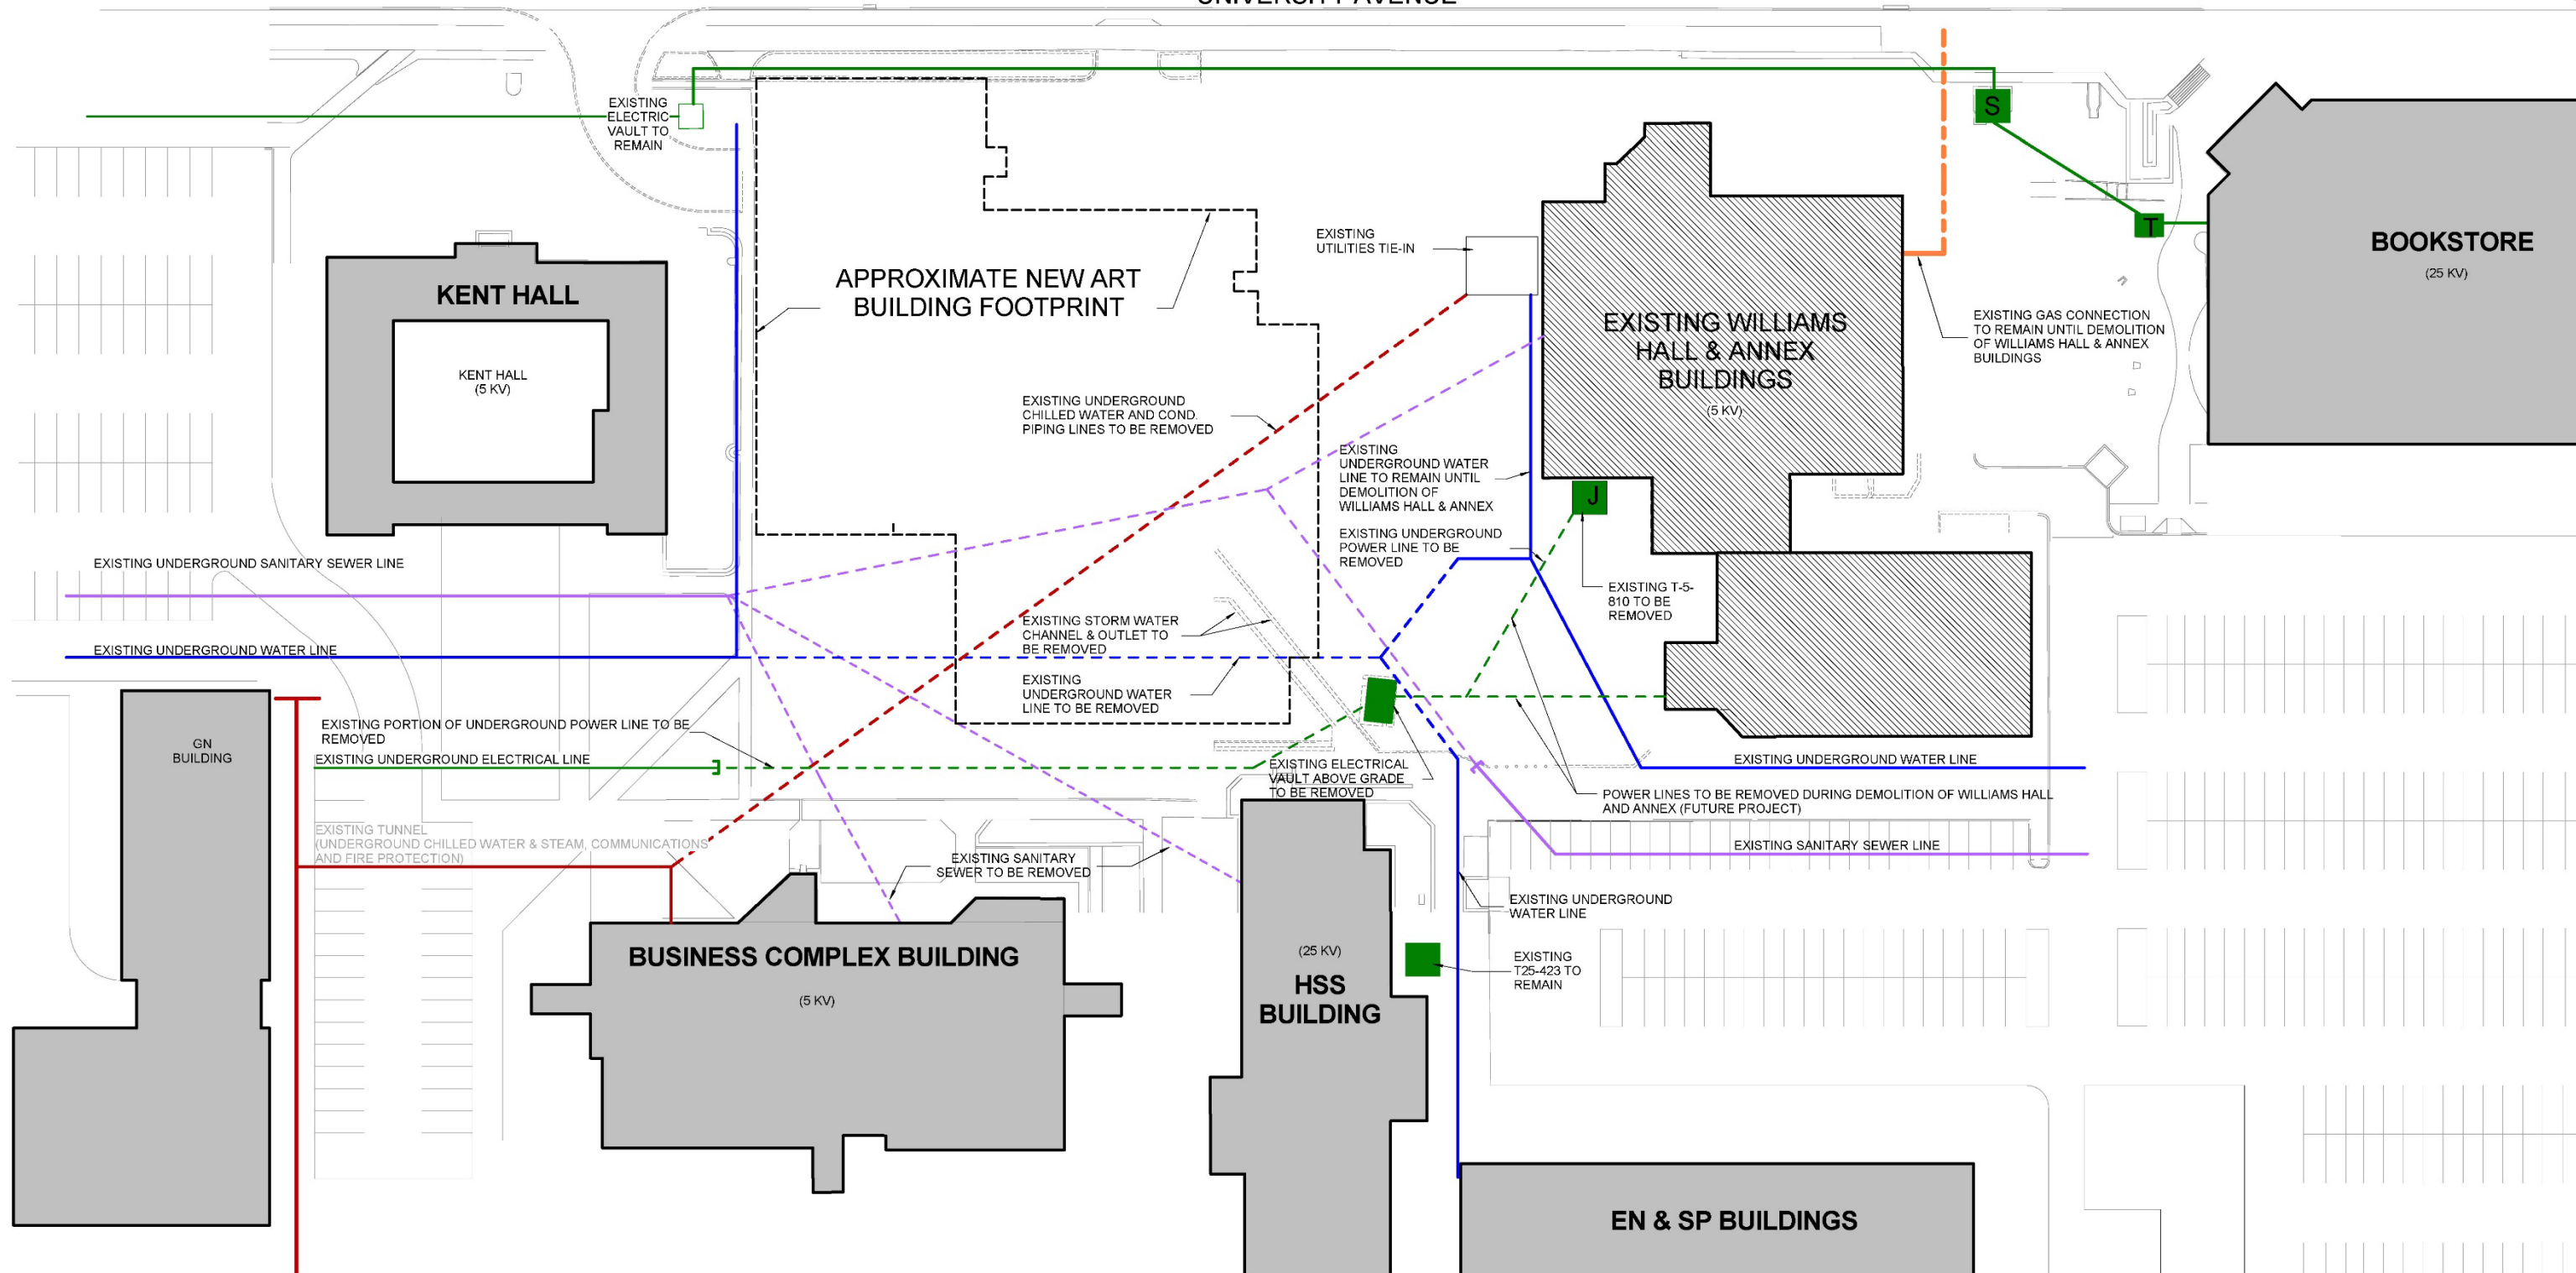 UNIVERSITY AVENUE
EXISTING
ELECTRIC
VAULT TO
REMAIN
S
T
BOOKSTORE
(25 KV)
KENT HALL
KENT HALL
(5 KV)
APPROXIMATE NEW ART
BUILDING FOOTPRINT
EXISTING
UTILITIES TIE-IN
EXISTING WILLIAMS
HALL & ANNEX
BUILDINGS
(5 KV)
EXISTING GAS CONNECTION
TO REMAIN UNTIL DEMOLITION
OF WILLIAMS HALL & ANNEX
BUILDINGS
EXISTING UNDERGROUND
CHILLED WATER AND COND.
PIPING LINES TO BE REMOVED
EXISTING
UNDERGROUND WATER
LINE TO REMAIN UNTIL
DEMOLITION OF
WILLIAMS HALL & ANNEX
J
EXISTING UNDERGROUND
POWER LINE TO BE
REMOVED
EXISTING T-5-
810 TO BE
REMOVED
EXISTING UNDERGROUND SANITARY SEWER LINE
EXISTING UNDERGROUND WATER LINE
EXISTING STORM WATER
CHANNEL & OUTLET TO
BE REMOVED
EXISTING
UNDERGROUND WATER
LINE TO BE REMOVED
GN
BUILDING
EXISTING PORTION OF UNDERGROUND POWER LINE TO BE
REMOVED
EXISTING UNDERGROUND ELECTRICAL LINE
EXISTING ELECTRICAL
VAULT ABOVE GRADE
TO BE REMOVED
EXISTING UNDERGROUND WATER LINE
POWER LINES TO BE REMOVED DURING DEMOLITION OF WILLIAMS HALL
AND ANNEX (FUTURE PROJECT)
EXISTING TUNNEL
(UNDERGROUND CHILLED WATER & STEAM, COMMUNICATIONS
AND FIRE PROTECTION)
EXISTING SANITARY
SEWER TO BE REMOVED
EXISTING SANITARY SEWER LINE
EXISTING UNDERGROUND
WATER LINE
BUSINESS COMPLEX BUILDING
(5 KV)
(25 KV)
HSS
BUILDING
EXISTING
T25-423 TO
REMAIN
EN & SP BUILDINGS